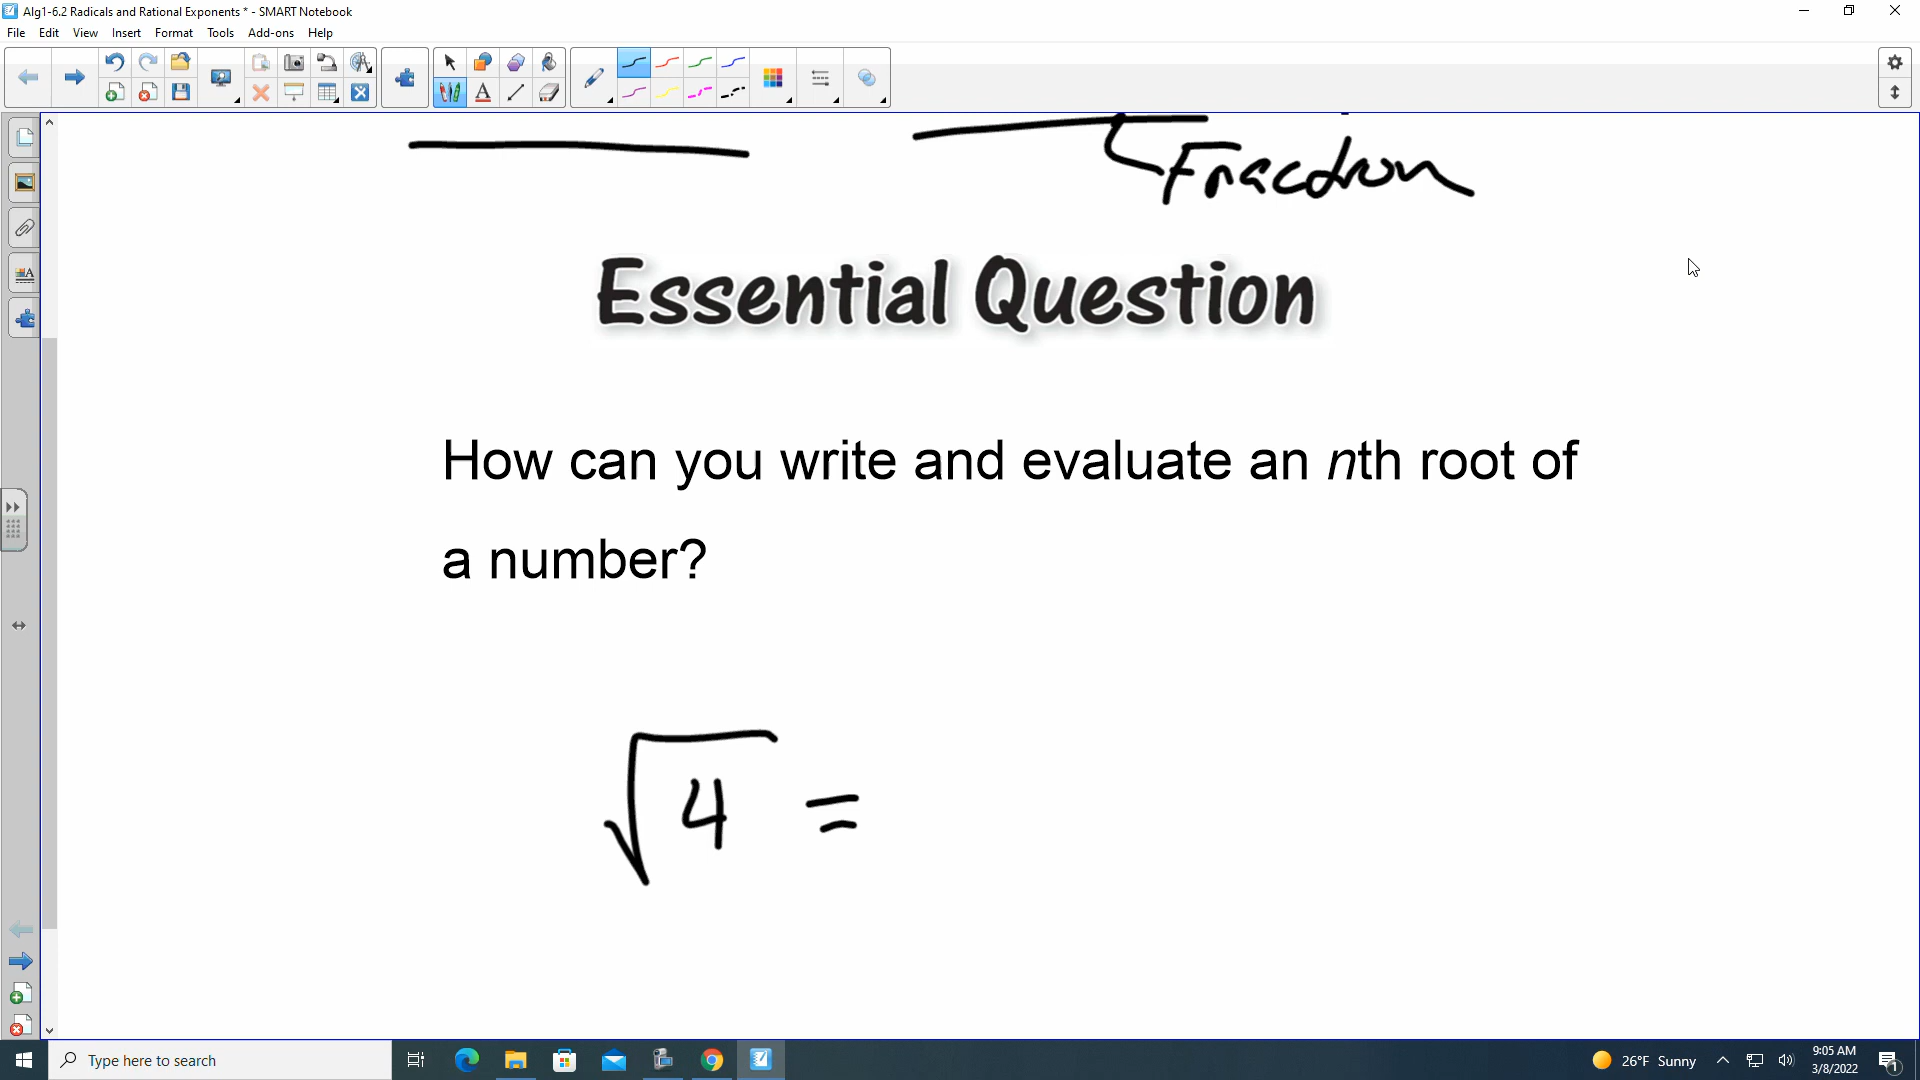 Alg1-6.2 Radicals and Rational Exponents * - SMART Notebook
File Edit View Insert Format Tools Add-ons Help
Fraction
Essential Question
How can you write and evaluate an nth root of
a number?
√4 =
Type here to search
26°F Sunny
9:05 AM
3/8/2022
1